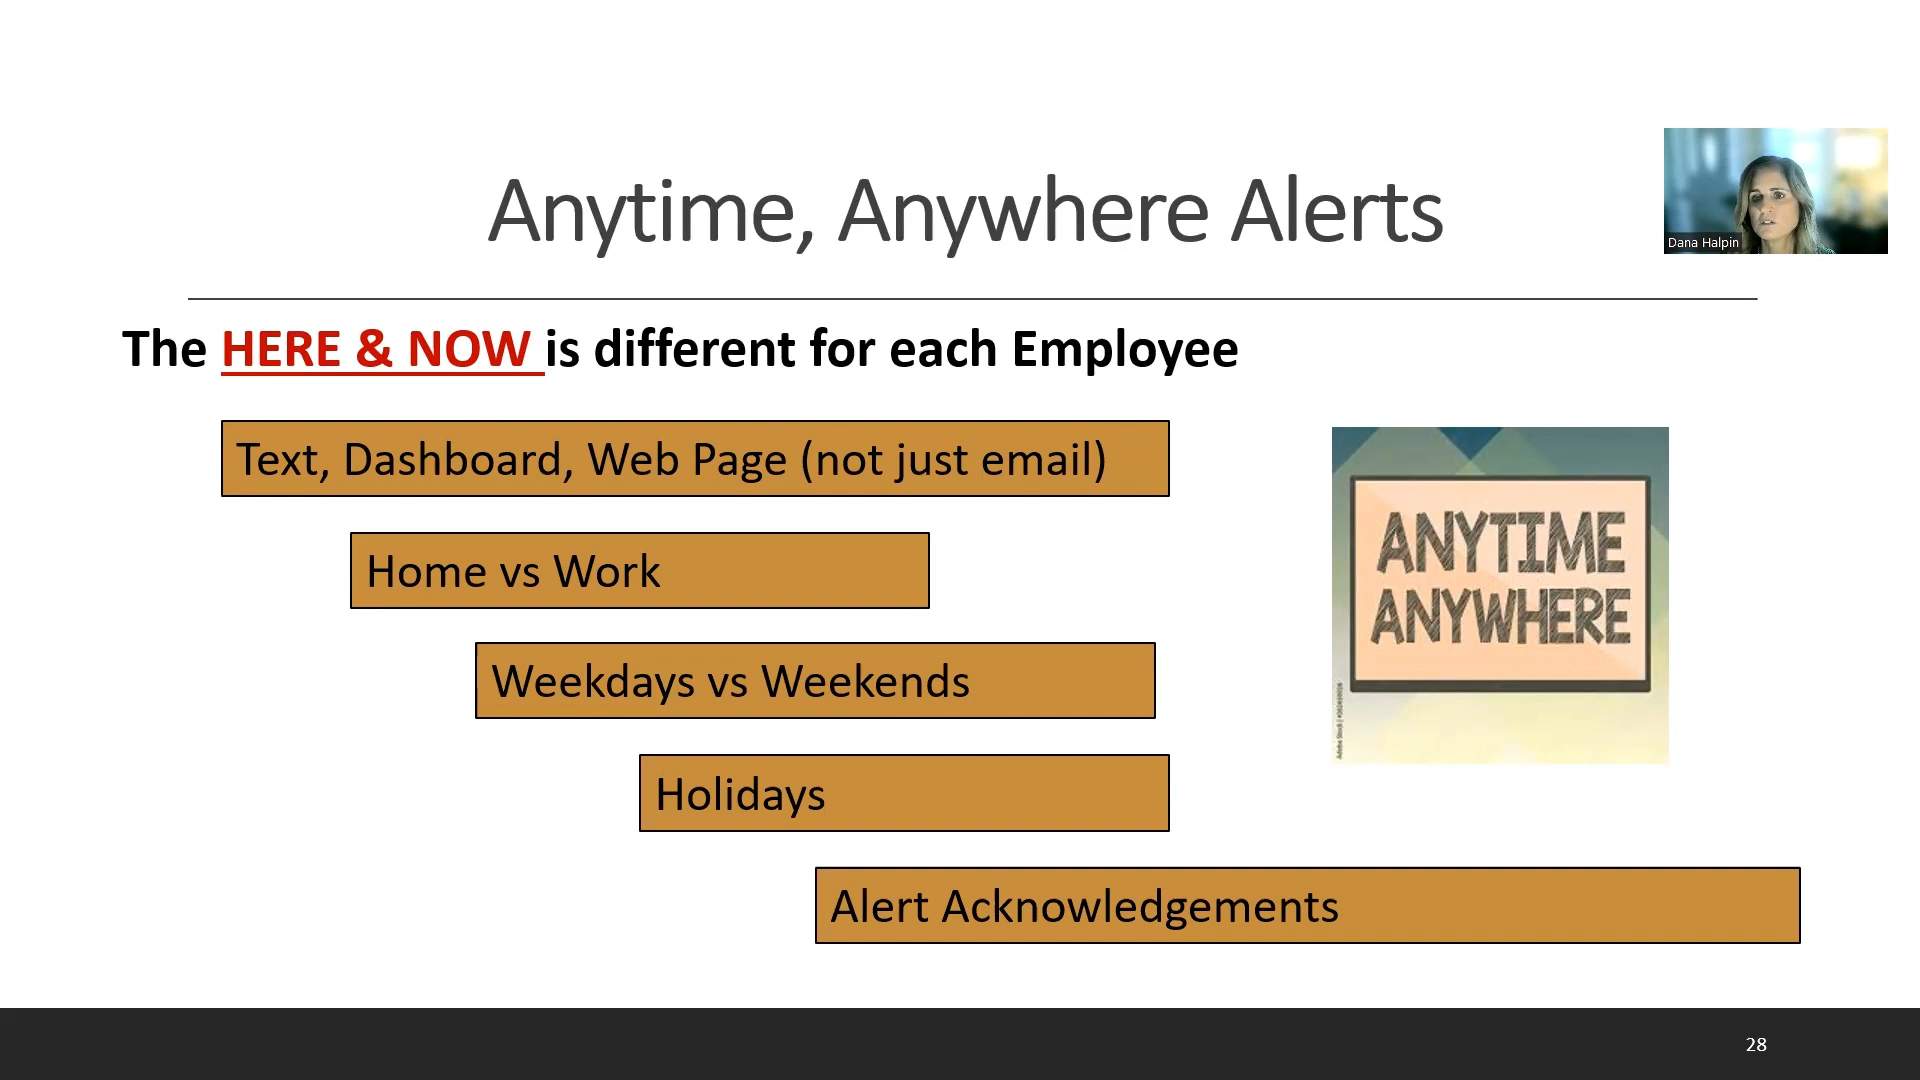 Anytime, Anywhere Alerts
Dana Halpin
The HERE & NOW is different for each Employee
Text, Dashboard, Web Page (not just email)
Home vs Work
Weekdays vs Weekends
Holidays
Alert Acknowledgements
ANYTIME
ANYWHERE
28